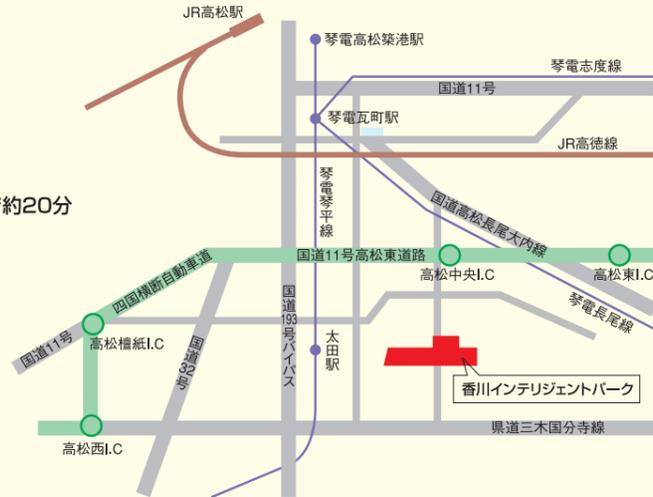 JR高松駅
琴電高松築港駅
琴電志度線
国道11号
琴電瓦町駅
JR高徳線
約20分
琴電琴平線
国道高松長尾大内線
四国横断自動車道
国道11号高松東道路
高松中央I.C
高松東I.C
琴電長尾線
国道11号
高松檀紙I.C
国道32号
国道193号バイパス
太田駅
香川インテリジェントパーク
県道三木国分寺線
高松西I.C